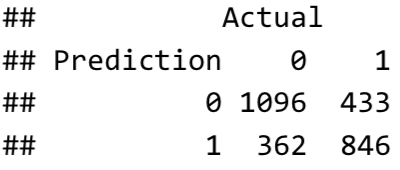 ##           Actual
## Prediction    0    1
##          0 1096  433
##          1  362  846